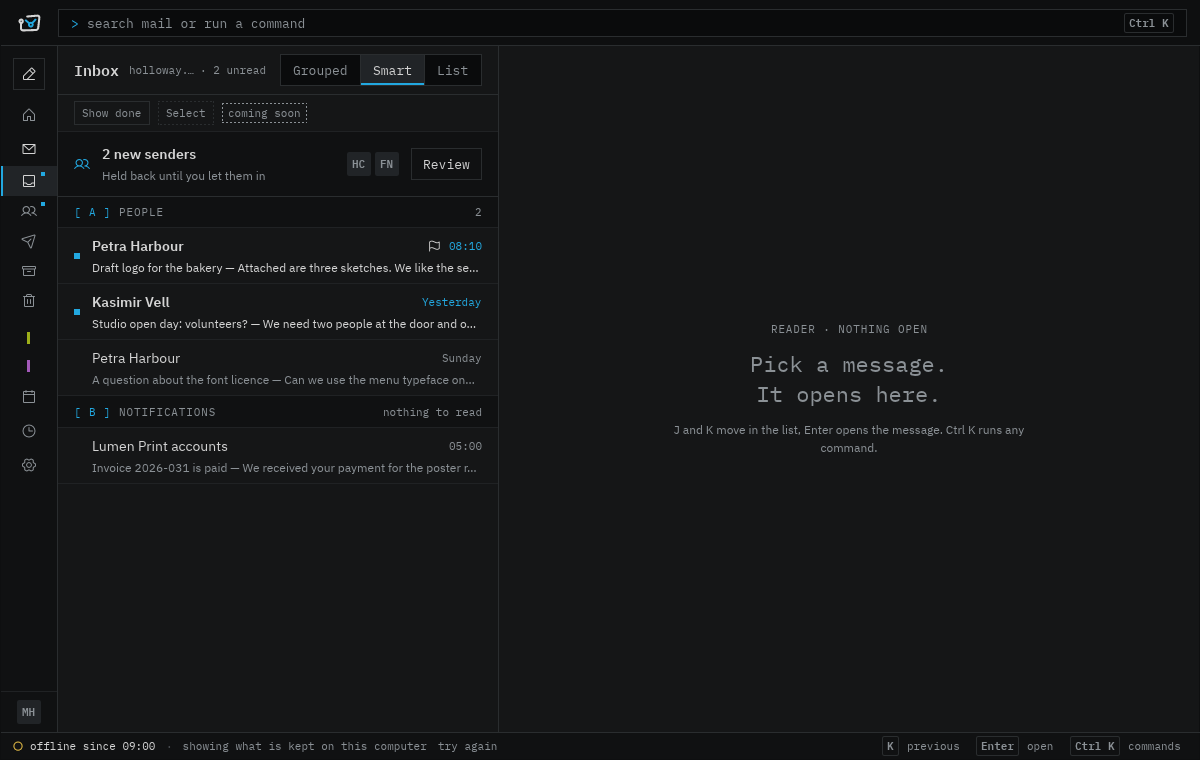 > search mail or run a command Ctrl K
Inbox holloway.… · 2 unread Grouped Smart List
Show done Select coming soon
2 new senders
Held back until you let them in
HC FN Review
[ A ] PEOPLE 2
Petra Harbour 08:10
Draft logo for the bakery — Attached are three sketches. We like the se…
Kasimir Vell Yesterday
Studio open day: volunteers? — We need two people at the door and o…
Petra Harbour Sunday
A question about the font licence — Can we use the menu typeface on…
[ B ] NOTIFICATIONS nothing to read
Lumen Print accounts 05:00
Invoice 2026-031 is paid — We received your payment for the poster r…
READER · NOTHING OPEN
Pick a message.
It opens here.
J and K move in the list, Enter opens the message. Ctrl K runs any
command.
MH
offline since 09:00 · showing what is kept on this computer try again K previous Enter open Ctrl K commands